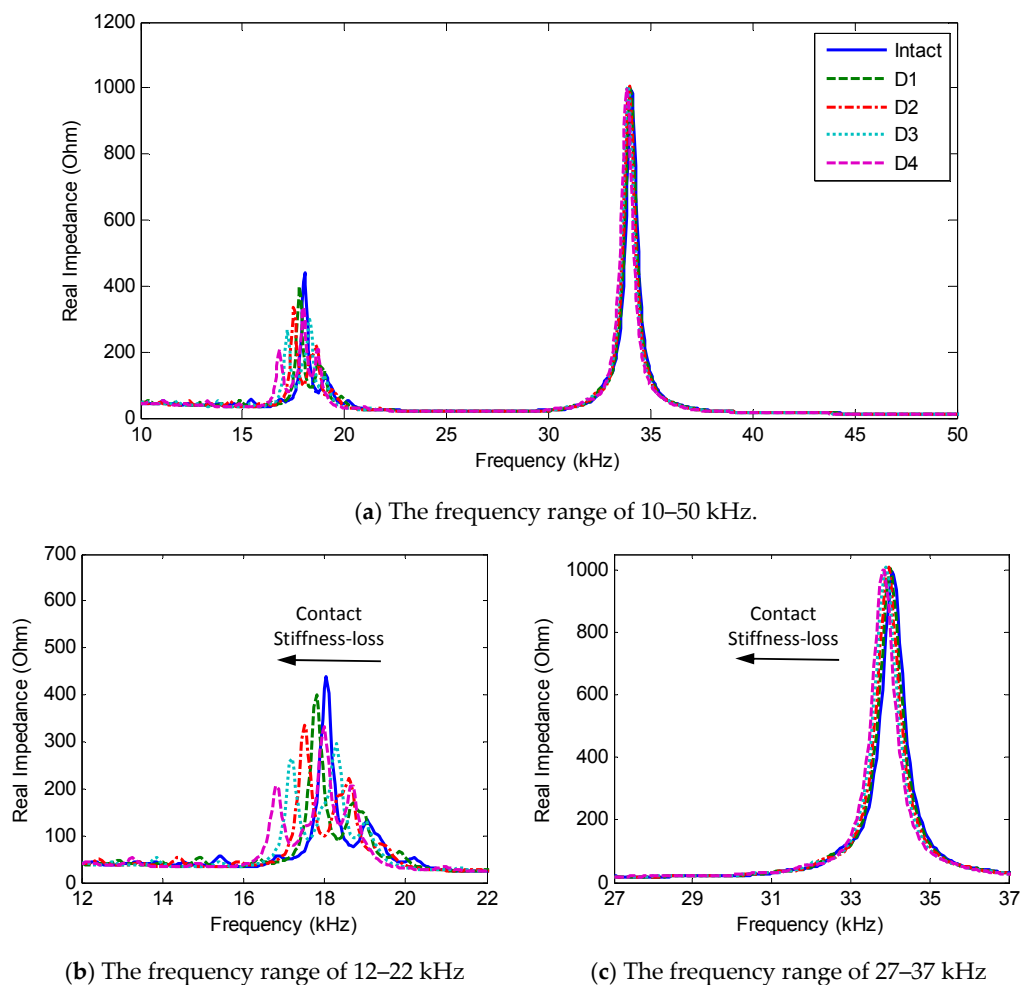 1200
1000
800
600
400
200
0
Real Impedance (Ohm)
Intact
D1
D2
D3
D4
10 15 20 25 30 35 40 45 50
Frequency (kHz)
(a) The frequency range of 10–50 kHz.
700
600
500
400
300
200
100
0
Real Impedance (Ohm)
Contact
Stiffness-loss
12 14 16 18 20 22
Frequency (kHz)
(b) The frequency range of 12–22 kHz
1000
800
600
400
200
0
Real Impedance (Ohm)
Contact
Stiffness-loss
27 29 31 33 35 37
Frequency (kHz)
(c) The frequency range of 27–37 kHz